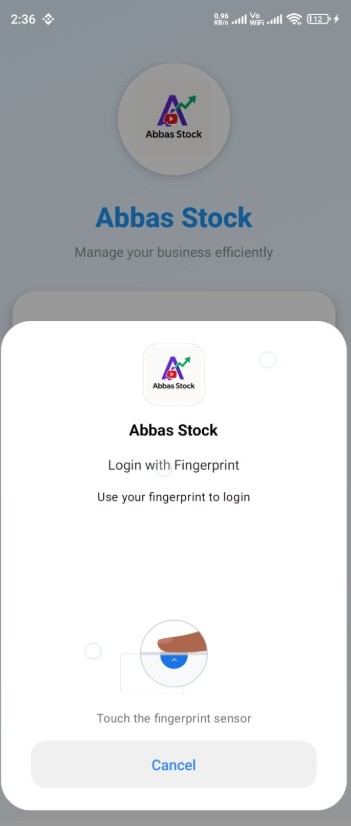 2:36
0.96 KB/s
Vo WiFi
12
Abbas Stock
Abbas Stock
Manage your business efficiently
Abbas Stock
Abbas Stock
Login with Fingerprint
Use your fingerprint to login
Touch the fingerprint sensor
Cancel